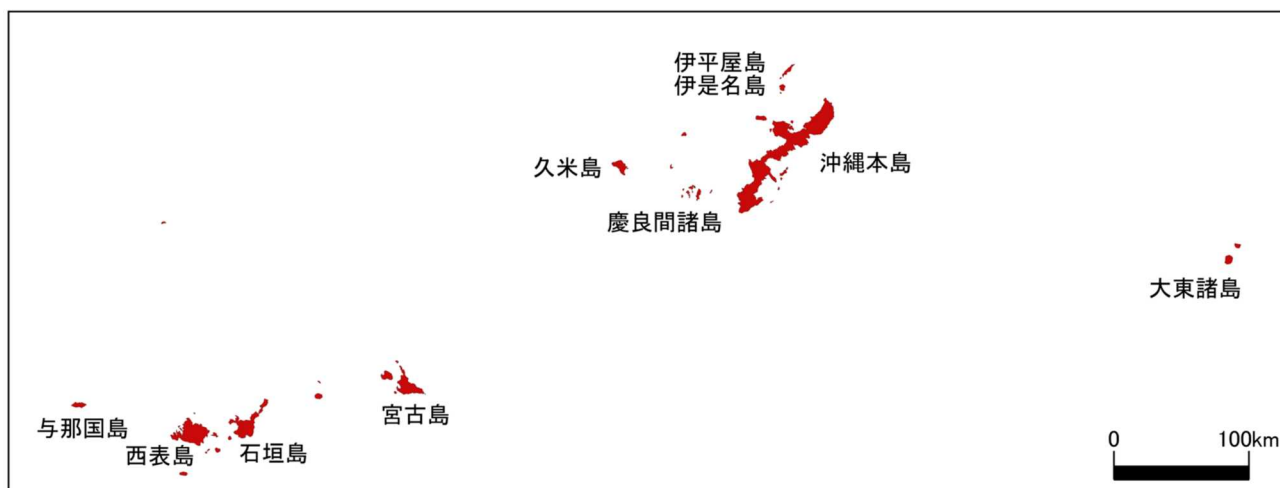 伊平屋島
伊是名島
久米島
沖縄本島
慶良間諸島
大東諸島
宮古島
与那国島
西表島
石垣島
0 100km